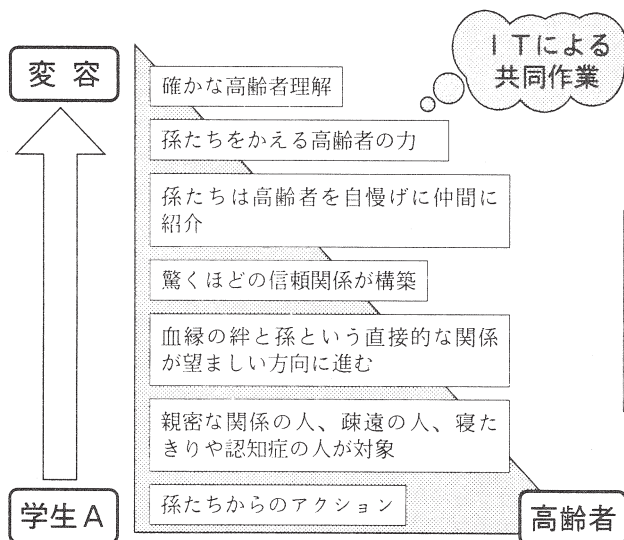 ITによる
共同作業
変容
確かな高齢者理解
孫たちをかえる高齢者の力
孫たちは高齢者を自慢げに仲間に
紹介
驚くほどの信頼関係が構築
血縁の絆と孫という直接的な関係
が望ましい方向に進む
親密な関係の人、疎遠の人、寝た
きりや認知症の人が対象
孫たちからのアクション
学生A
高齢者